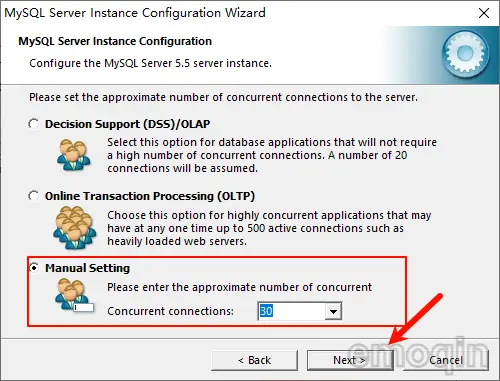 MySQL Server Instance Configuration Wizard
MySQL Server Instance Configuration
Configure the MySQL Server 5.5 server instance.
Please set the approximate number of concurrent connections to the server.
Decision Support (DSS)/OLAP
Select this option for database applications that will not require
a high number of concurrent connections. A number of 20
connections will be assumed.
Online Transaction Processing (OLTP)
Choose this option for highly concurrent applications that may
have at any one time up to 500 active connections such as
heavily loaded web servers.
Manual Setting
Please enter the approximate number of concurrent
Concurrent connections: 30
< Back Next > Cancel
emoqin